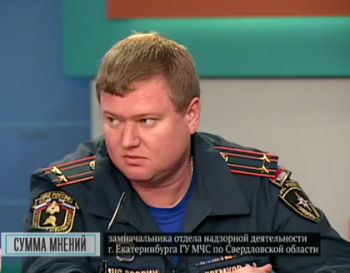 СУММА МНЕНИЙ
замначальника отдела надзорной деятельности
г. Екатеринбурга ГУ МЧС по Свердловской области